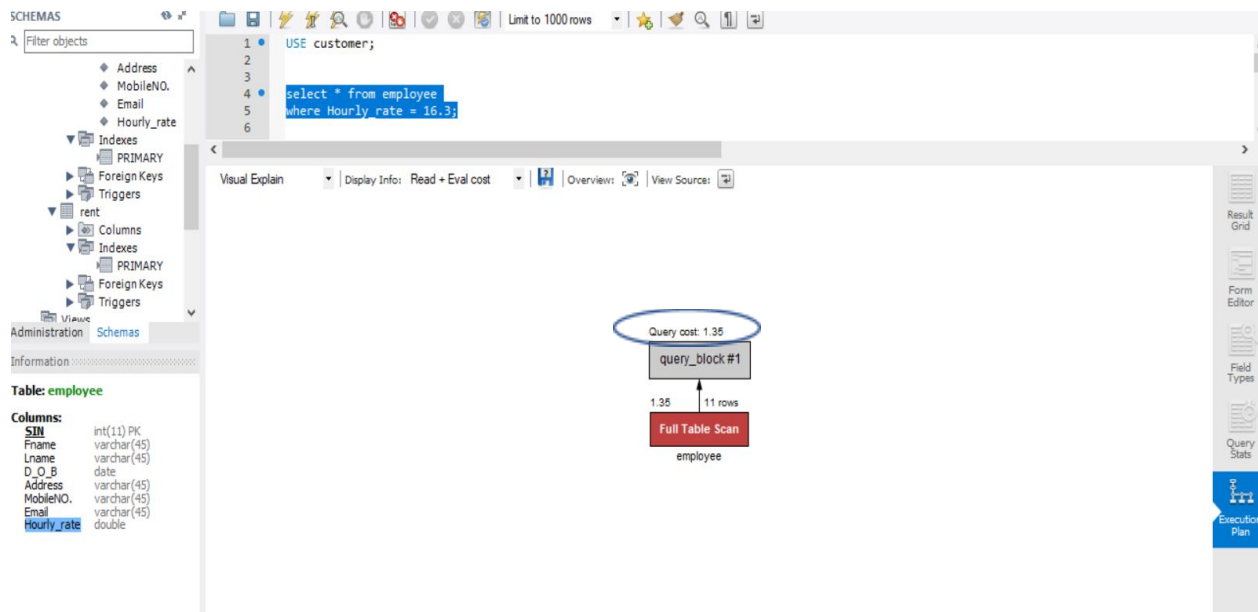 SCHEMAS
Filter objects
Address
MobileNO.
Email
Hourly_rate
Indexes
PRIMARY
Foreign Keys
Triggers
rent
Columns
Indexes
PRIMARY
Foreign Keys
Triggers
Views
Administration Schemas
Information
Table: employee
Columns:
SIN int(11) PK
Fname varchar(45)
Lname varchar(45)
D_O_B date
Address varchar(45)
MobileNO. varchar(45)
Email varchar(45)
Hourly_rate double
Limit to 1000 rows
1 USE customer;
2
3
4 select * from employee
5 where Hourly_rate = 16.3;
6
Visual Explain Display Info: Read + Eval cost Overview: View Source:
Query cost: 1.35
query_block #1
1.35 11 rows
Full Table Scan
employee
Result
Grid
Form
Editor
Field
Types
Query
Stats
Execution
Plan